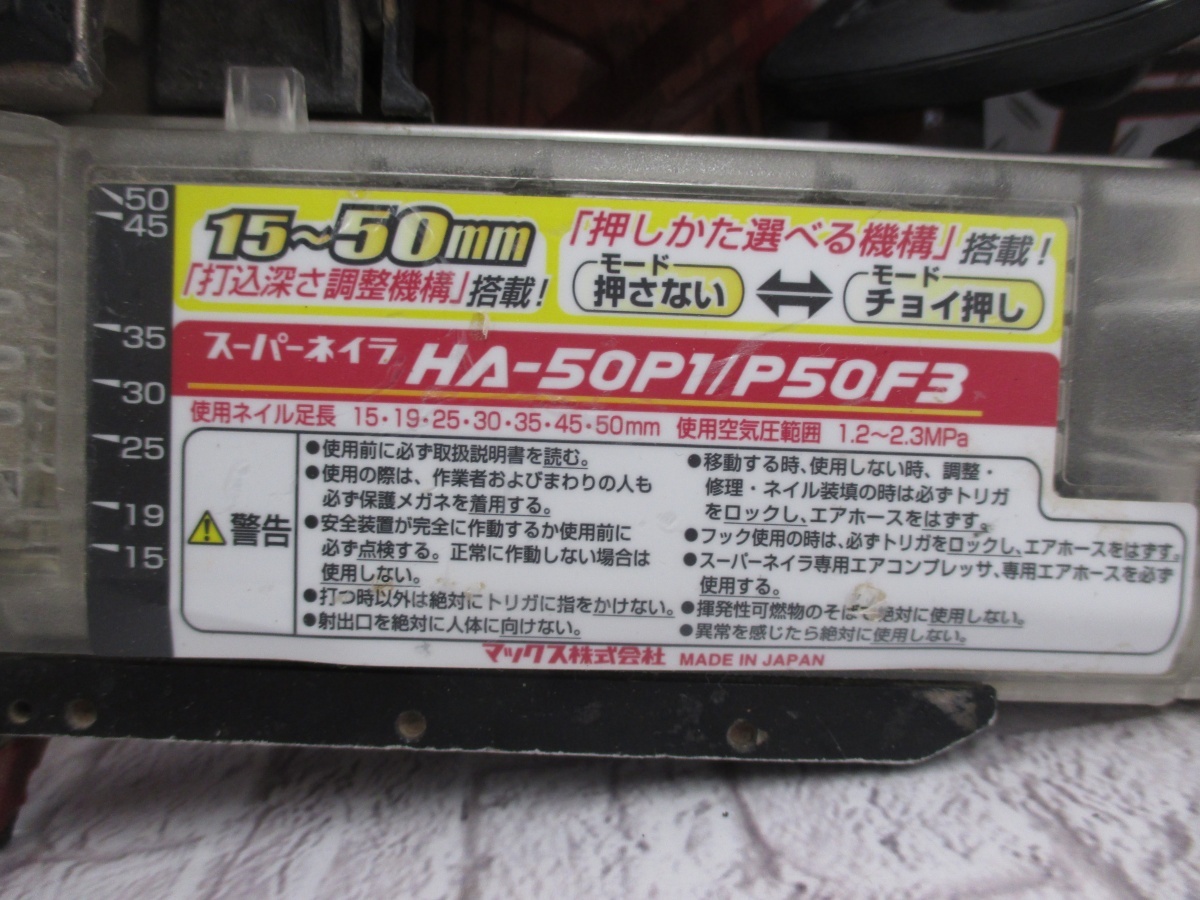 50
45
35
30
25
19
15
15~50mm
「打込深さ調整機構」搭載!
「押しかた選べる機構」搭載!
モード
押さない
モード
チョイ押し
スーパーネイラ HA-50P1/P50F3
使用ネイル足長 15・19・25・30・35・45・50mm 使用空気圧範囲 1.2~2.3MPa
警告
●使用前に必ず取扱説明書を読む。
●使用の際は、作業者およびまわりの人も
必ず保護メガネを着用する。
●安全装置が完全に作動するか使用前に
必ず点検する。正常に作動しない場合は
使用しない。
●打つ時以外は絶対にトリガに指をかけない。
●射出口を絶対に人体に向けない。
●移動する時、使用しない時、調整・
修理・ネイル装填の時は必ずトリガ
をロックし、エアホースをはずす。
●フック使用の時は、必ずトリガをロックし、エアホースをはずす。
●スーパーネイラ専用エアコンプレッサ、専用エアホースを必ず
使用する。
●揮発性可燃物のそばで絶対に使用しない。
●異常を感じたら絶対に使用しない。
マックス株式会社 MADE IN JAPAN